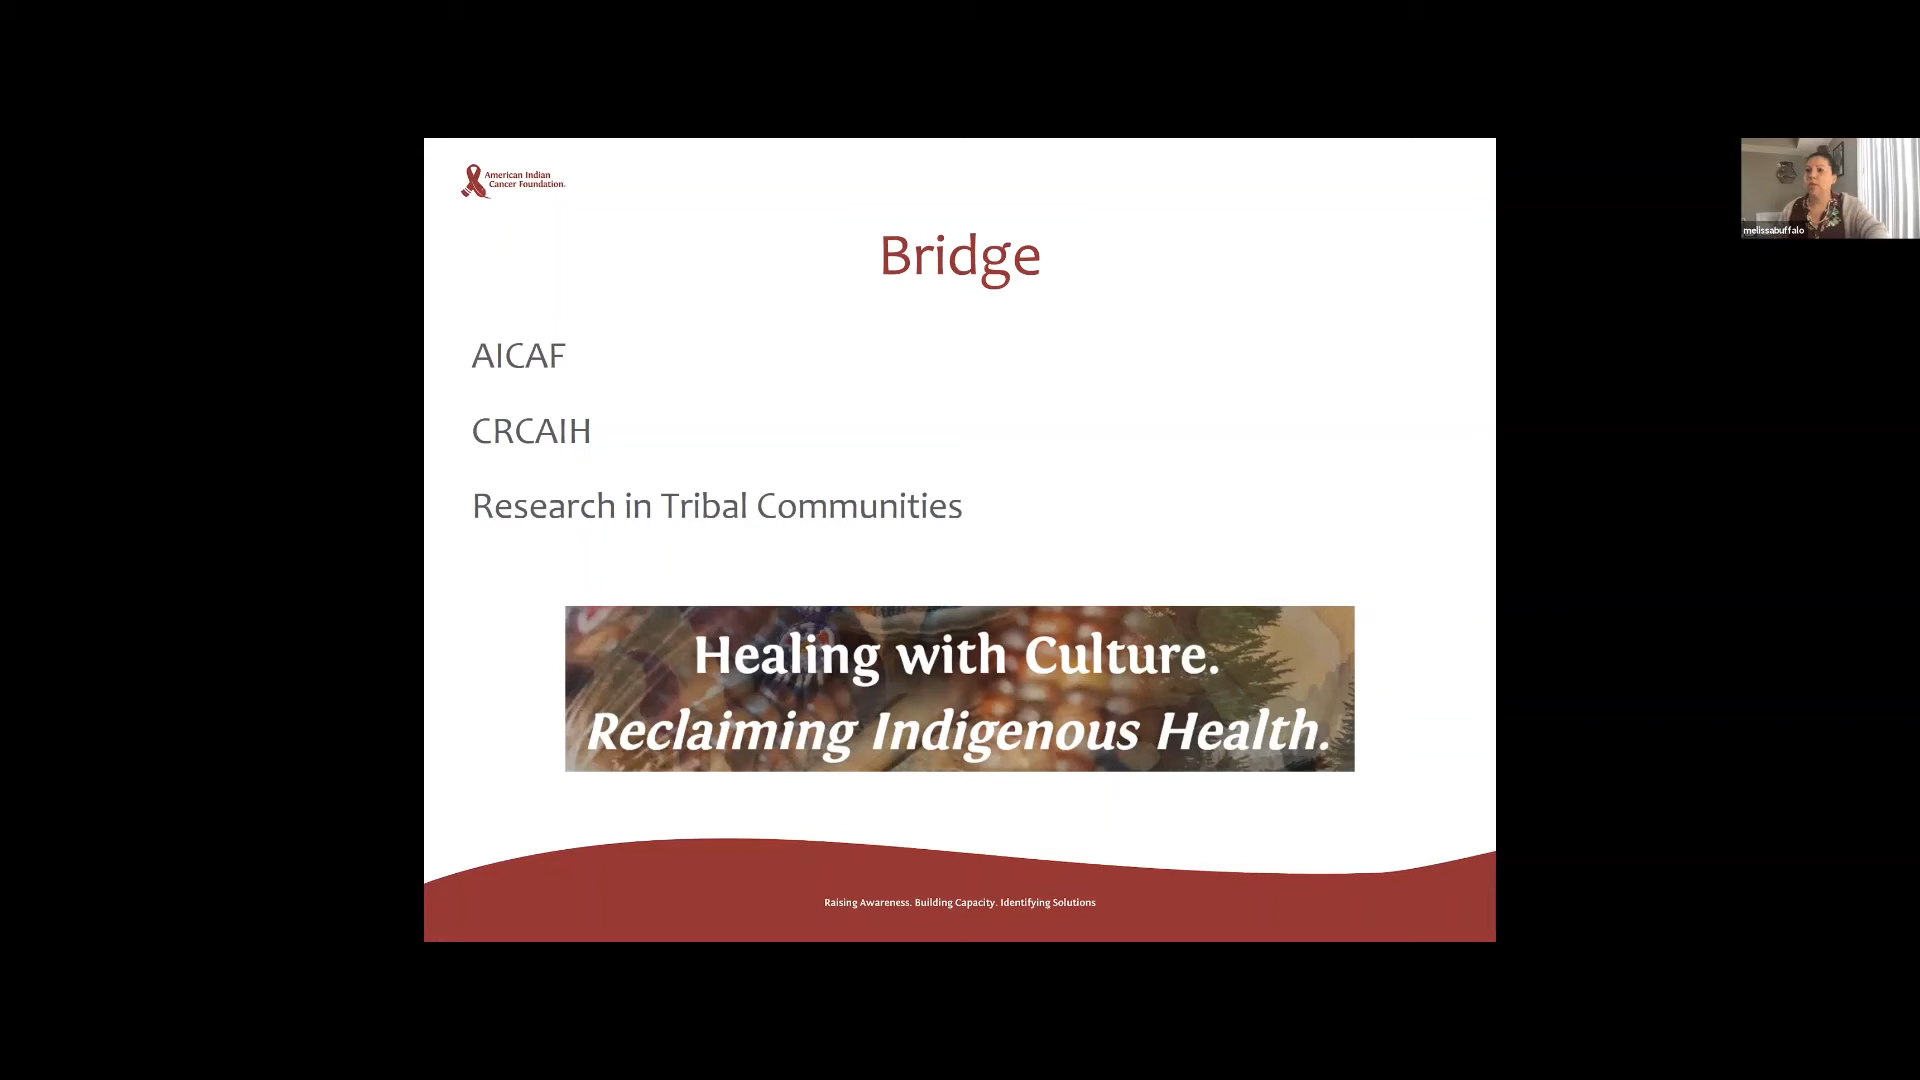 American Indian
Cancer Foundation.
Bridge
AICAF
CRCAIH
Research in Tribal Communities
Healing with Culture.
Reclaiming Indigenous Health.
Raising Awareness. Building Capacity. Identifying Solutions
melissabuffalo